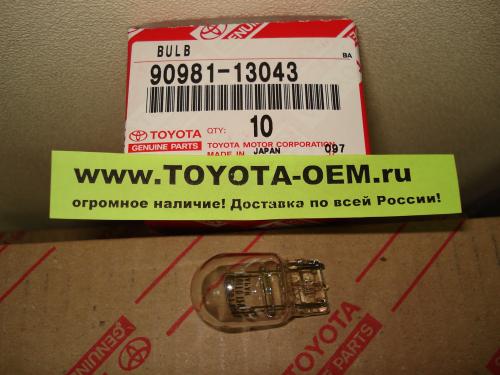 BULB
BA
90981-13043
TOYOTA
GENUINE PARTS
QTY:
10
TOYOTA MOTOR CORPORATION
MADE IN JAPAN
097
www.TOYOTA-OEM.ru
огромное наличие! Доставка по всей России!
TOYOTA
GENUINE PARTS
TOYOTA
GENUINE